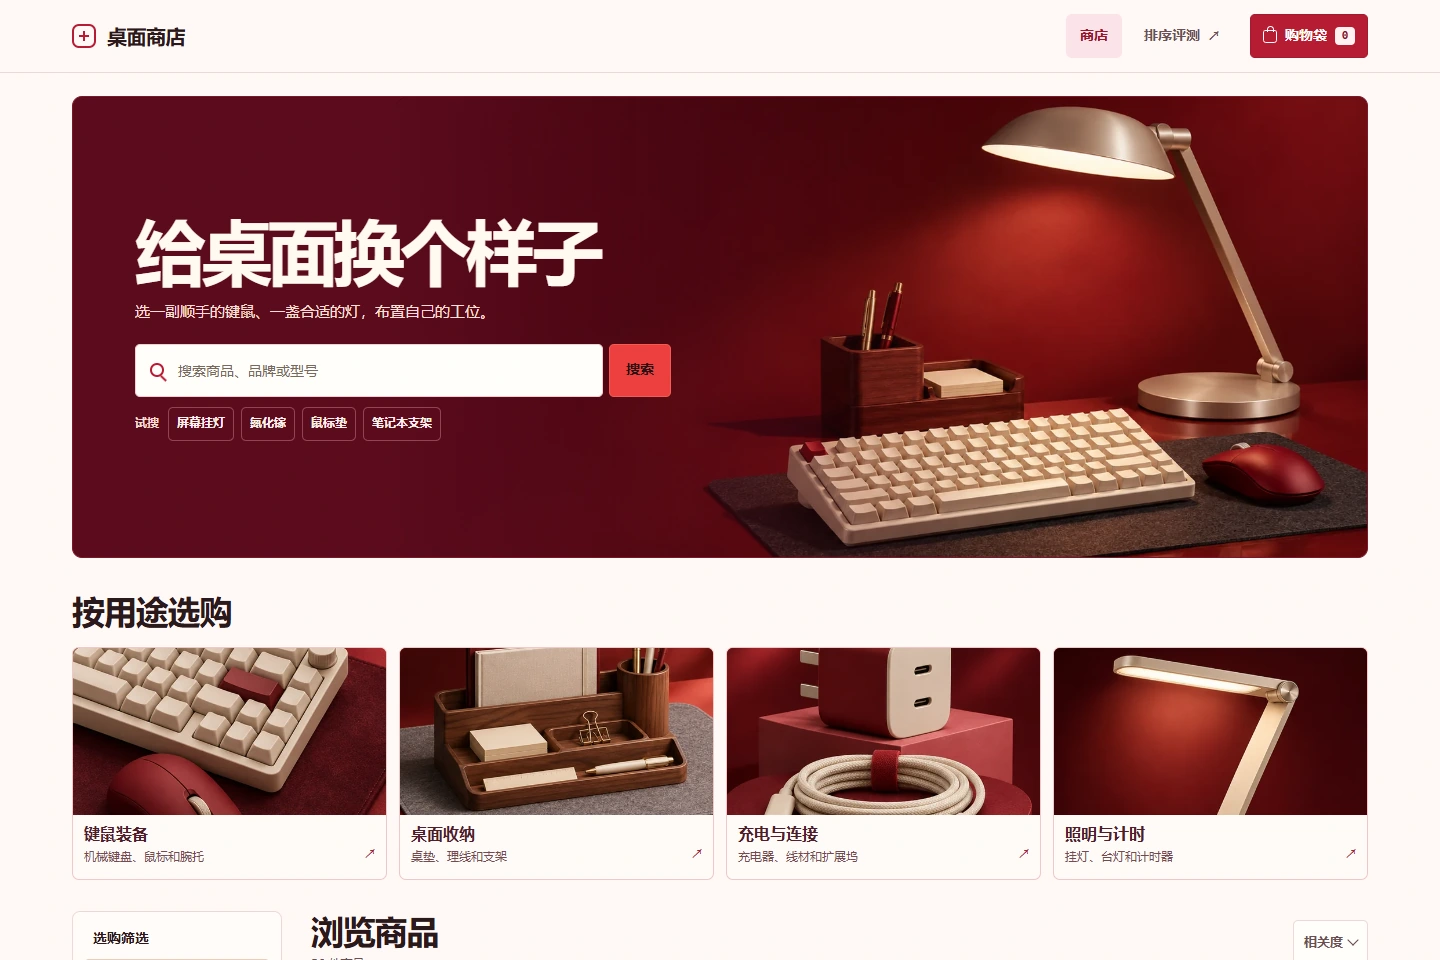 桌面商店
商店
排序评测
购物袋 0
给桌面换个样子
选一副顺手的键鼠、一盏合适的灯，布置自己的工位。
搜索商品、品牌或型号
搜索
试搜 屏幕挂灯 氮化镓 鼠标垫 笔记本支架
按用途选购
键鼠装备
机械键盘、鼠标和腕托
桌面收纳
桌垫、理线和支架
充电与连接
充电器、线材和扩展坞
照明与计时
挂灯、台灯和计时器
选购筛选
浏览商品
相关度